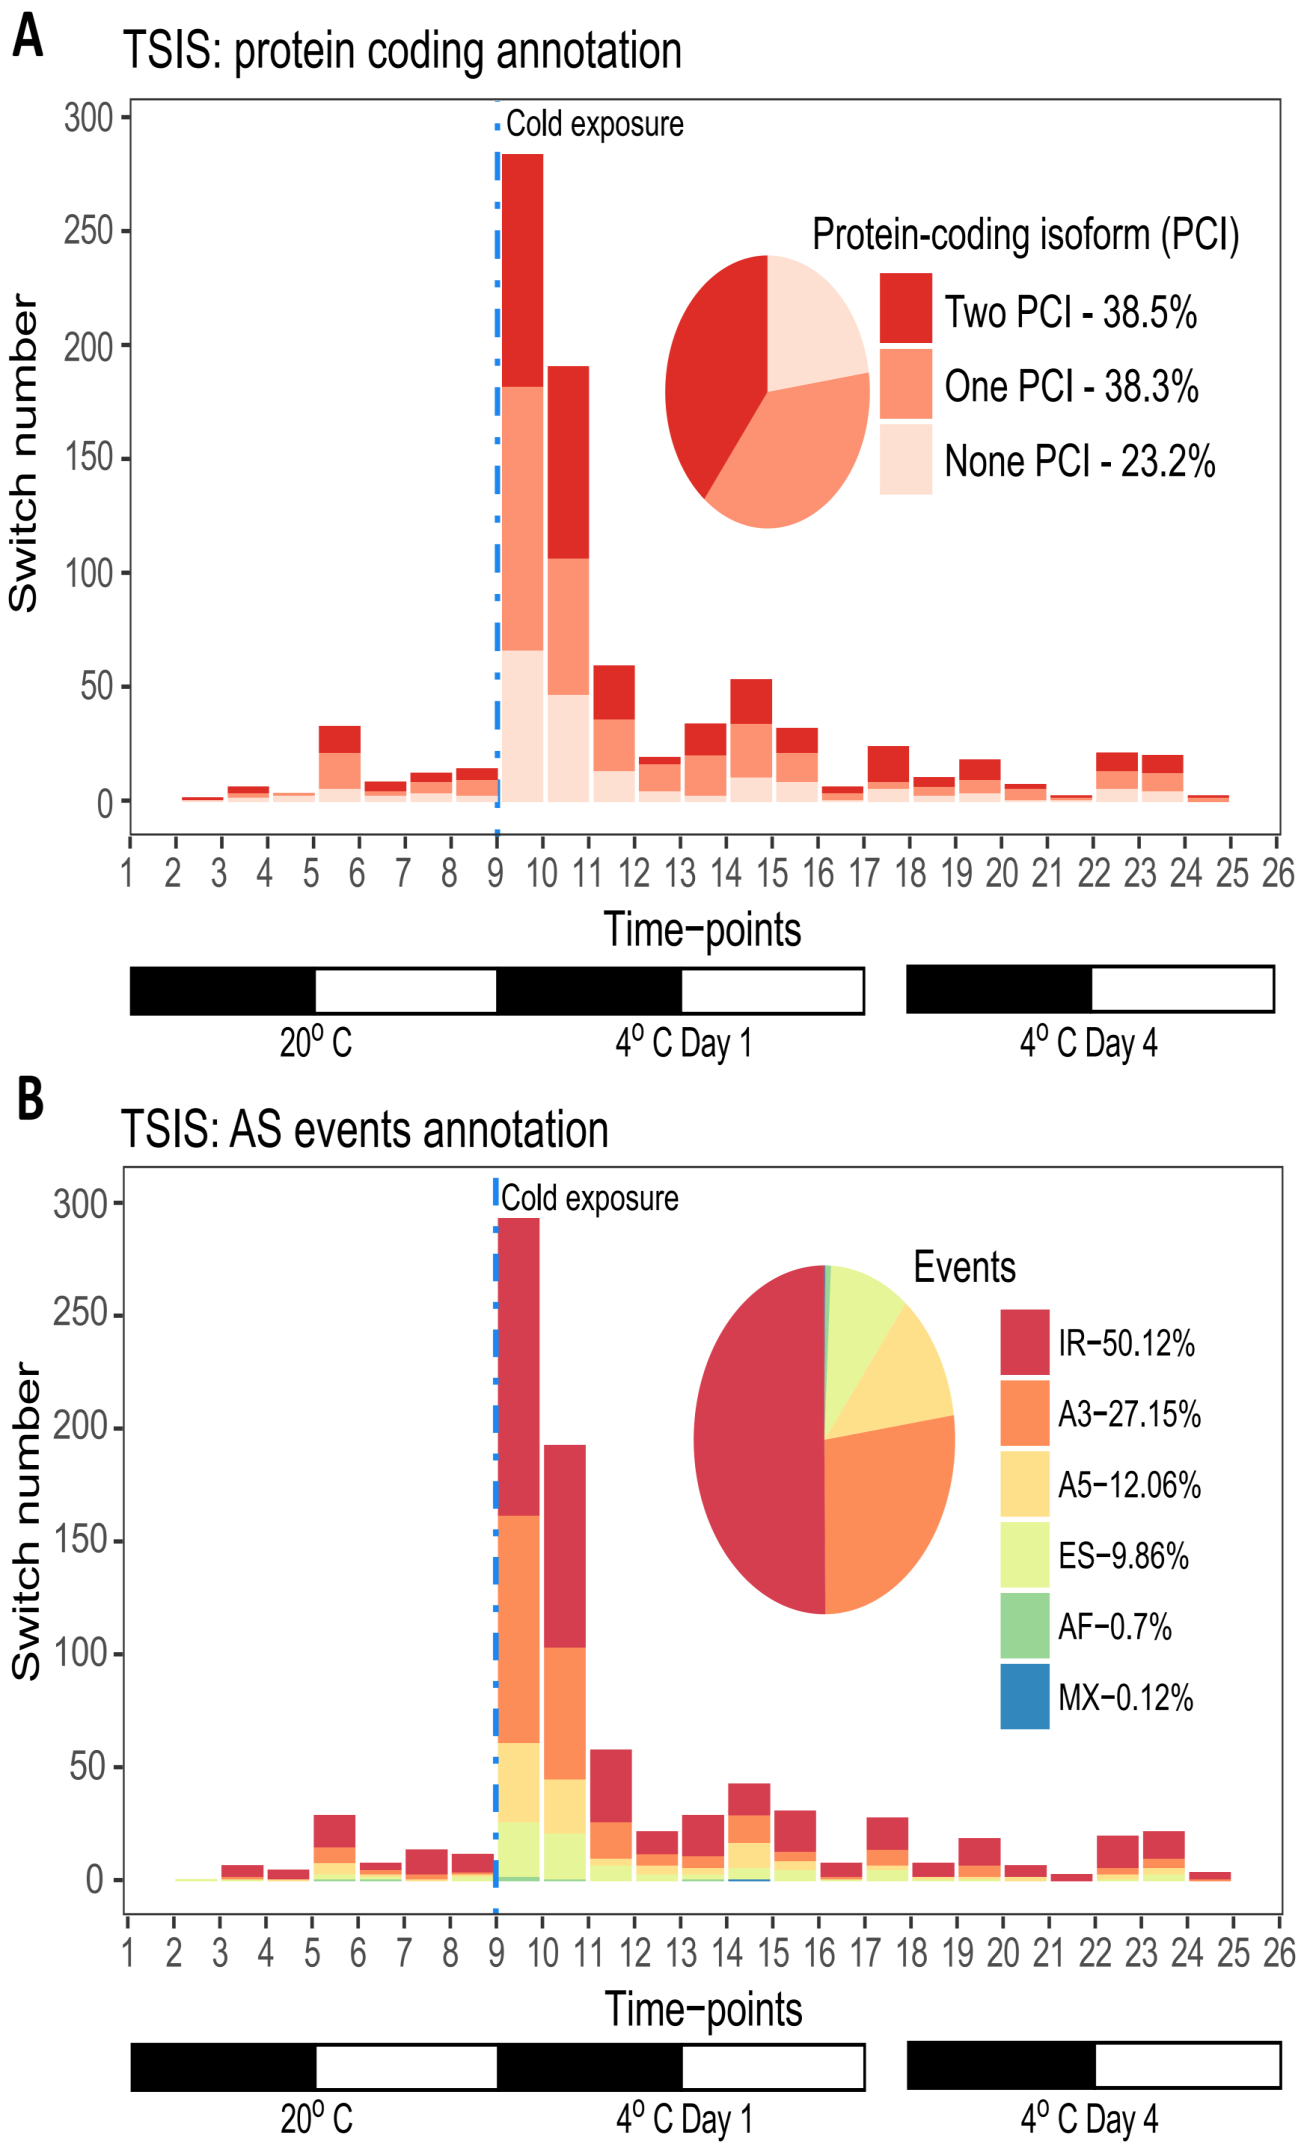 A
TSIS: protein coding annotation
Cold exposure
300
250
200
150
100
50
0
Switch number
Protein-coding isoform (PCI)
Two PCI - 38.5%
One PCI - 38.3%
None PCI - 23.2%
1 2 3 4 5 6 7 8 9 10 11 12 13 14 15 16 17 18 19 20 21 22 23 24 25 26
Time−points
20º C
4º C Day 1
4º C Day 4
B
TSIS: AS events annotation
Cold exposure
300
250
200
150
100
50
0
Switch number
Events
IR−50.12%
A3−27.15%
A5−12.06%
ES−9.86%
AF−0.7%
MX−0.12%
1 2 3 4 5 6 7 8 9 10 11 12 13 14 15 16 17 18 19 20 21 22 23 24 25 26
Time−points
20º C
4º C Day 1
4º C Day 4